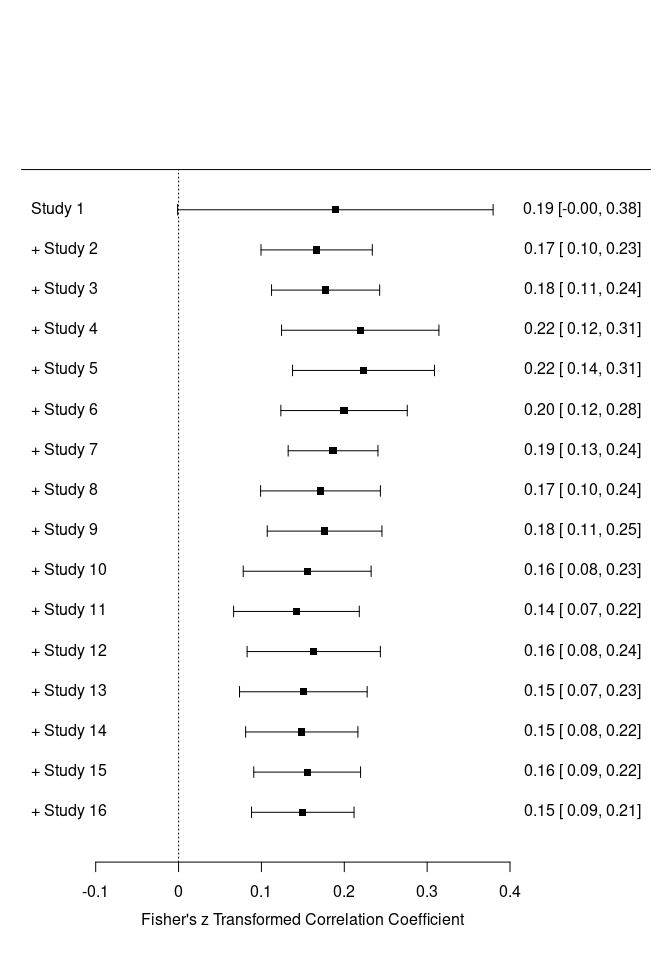 Study 1 0.19 [-0.00, 0.38]
+ Study 2 0.17 [ 0.10, 0.23]
+ Study 3 0.18 [ 0.11, 0.24]
+ Study 4 0.22 [ 0.12, 0.31]
+ Study 5 0.22 [ 0.14, 0.31]
+ Study 6 0.20 [ 0.12, 0.28]
+ Study 7 0.19 [ 0.13, 0.24]
+ Study 8 0.17 [ 0.10, 0.24]
+ Study 9 0.18 [ 0.11, 0.25]
+ Study 10 0.16 [ 0.08, 0.23]
+ Study 11 0.14 [ 0.07, 0.22]
+ Study 12 0.16 [ 0.08, 0.24]
+ Study 13 0.15 [ 0.07, 0.23]
+ Study 14 0.15 [ 0.08, 0.22]
+ Study 15 0.16 [ 0.09, 0.22]
+ Study 16 0.15 [ 0.09, 0.21]
-0.1 0 0.1 0.2 0.3 0.4
Fisher's z Transformed Correlation Coefficient